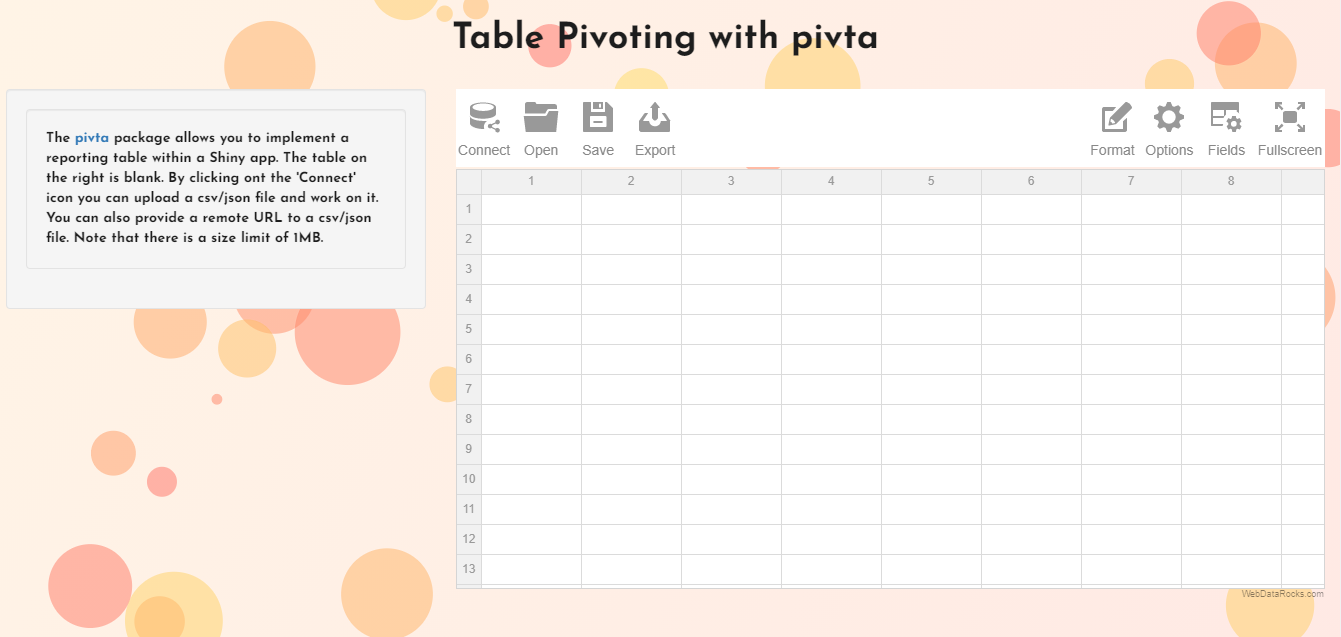 Table Pivoting with pivta
The pivta package allows you to implement a
reporting table within a Shiny app. The table on
the right is blank. By clicking ont the 'Connect'
icon you can upload a csv/json file and work on it.
You can also provide a remote URL to a csv/json
file. Note that there is a size limit of 1MB.
Connect Open Save Export Format Options Fields Fullscreen
1 2 3 4 5 6 7 8
1
2
3
4
5
6
7
8
9
10
11
12
13
WebDataRocks.com